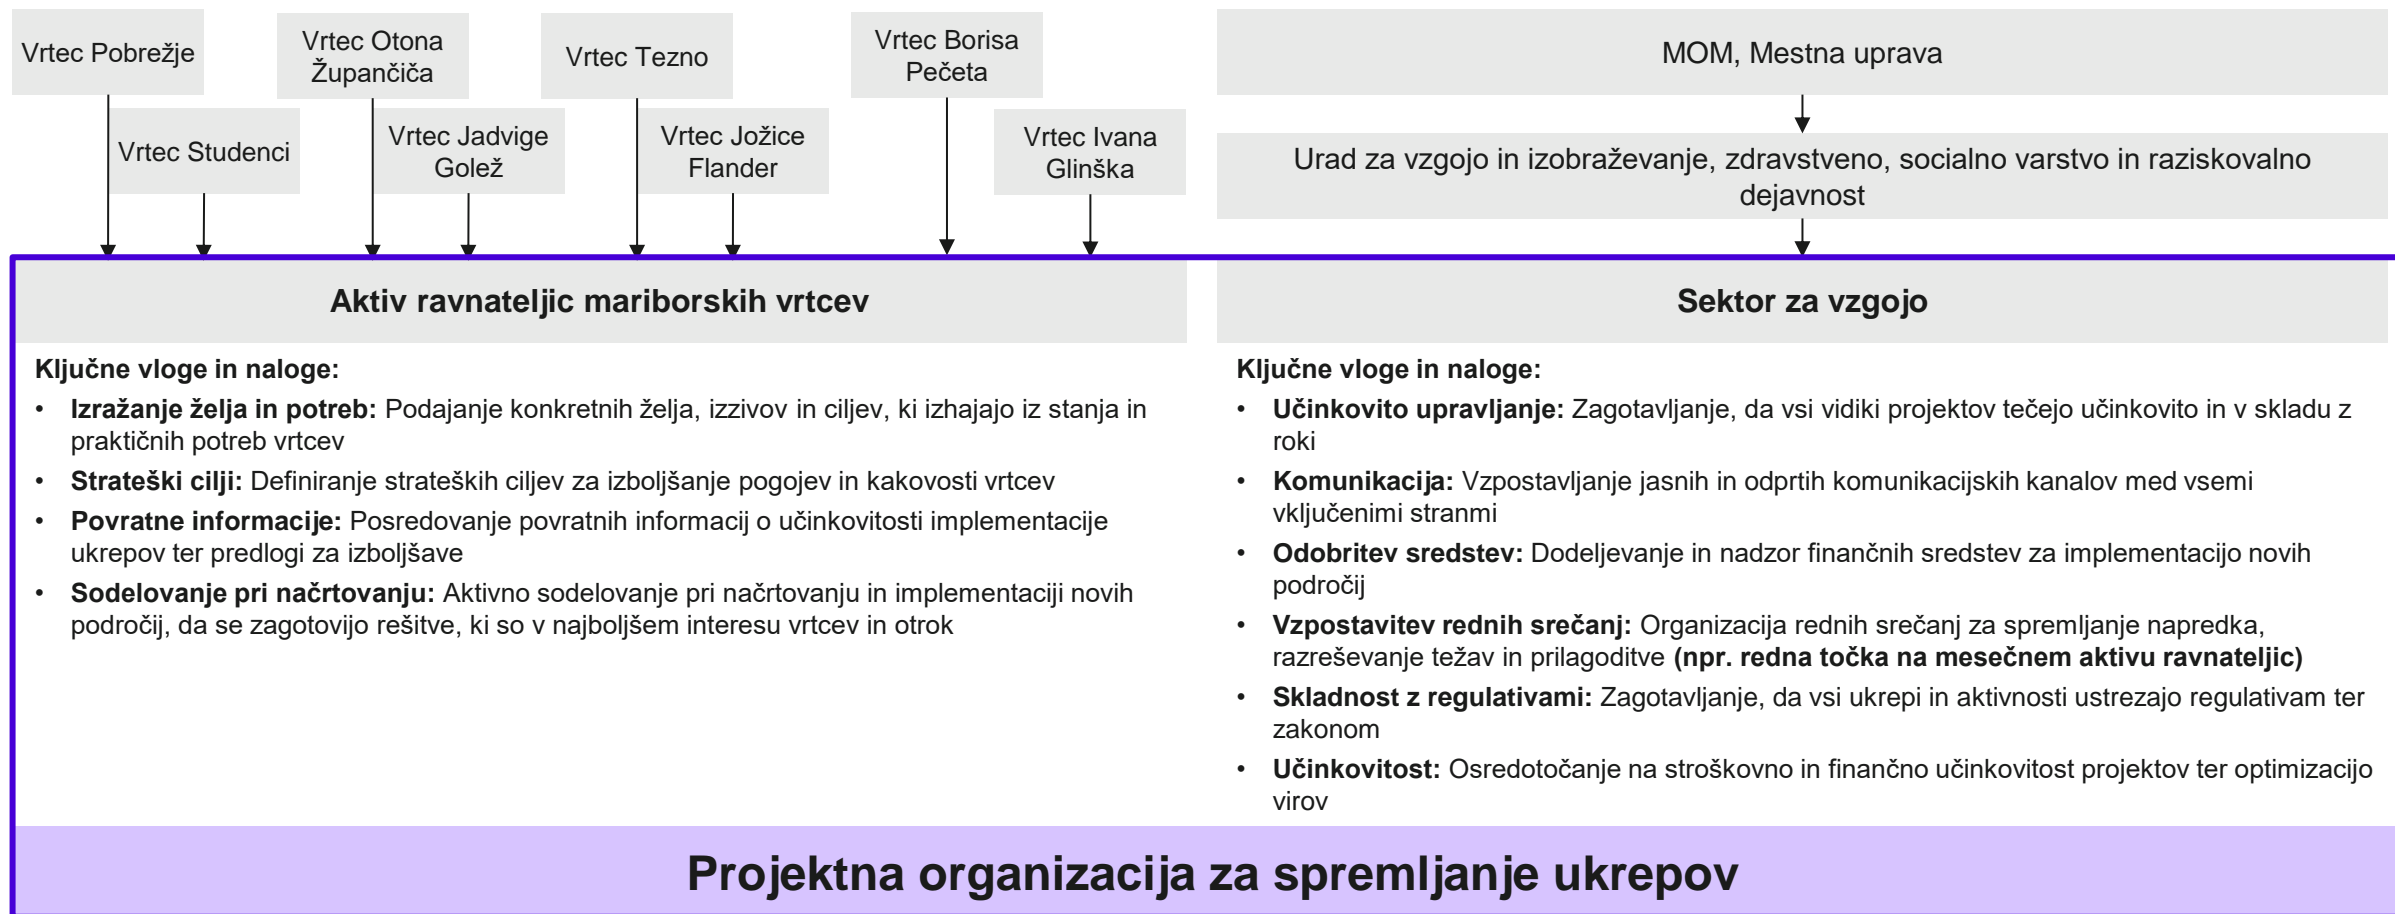 Vrtec Pobrežje
Vrtec Otona
Župančiča
Vrtec Tezno
Vrtec Borisa
Pečeta
Vrtec Studenci
Vrtec Jadvige
Golež
Vrtec Jožice
Flander
Vrtec Ivana
Glinška
MOM, Mestna uprava
Urad za vzgojo in izobraževanje, zdravstveno, socialno varstvo in raziskovalno
dejavnost
Aktiv ravnateljic mariborskih vrtcev
Ključne vloge in naloge:
• Izražanje želja in potreb: Podajanje konkretnih želja, izzivov in ciljev, ki izhajajo iz stanja in
praktičnih potreb vrtcev
• Strateški cilji: Definiranje strateških ciljev za izboljšanje pogojev in kakovosti vrtcev
• Povratne informacije: Posredovanje povratnih informacij o učinkovitosti implementacije
ukrepov ter predlogi za izboljšave
• Sodelovanje pri načrtovanju: Aktivno sodelovanje pri načrtovanju in implementaciji novih
področij, da se zagotovijo rešitve, ki so v najboljšem interesu vrtcev in otrok
Sektor za vzgojo
Ključne vloge in naloge:
• Učinkovito upravljanje: Zagotavljanje, da vsi vidiki projektov tečejo učinkovito in v skladu z
roki
• Komunikacija: Vzpostavljanje jasnih in odprtih komunikacijskih kanalov med vsemi
vključenimi stranmi
• Odobritev sredstev: Dodeljevanje in nadzor finančnih sredstev za implementacijo novih
področij
• Vzpostavitev rednih srečanj: Organizacija rednih srečanj za spremljanje napredka,
razreševanje težav in prilagoditve (npr. redna točka na mesečnem aktivu ravnateljic)
• Skladnost z regulativami: Zagotavljanje, da vsi ukrepi in aktivnosti ustrezajo regulativam ter
zakonom
• Učinkovitost: Osredotočanje na stroškovno in finančno učinkovitost projektov ter optimizacijo
virov
Projektna organizacija za spremljanje ukrepov